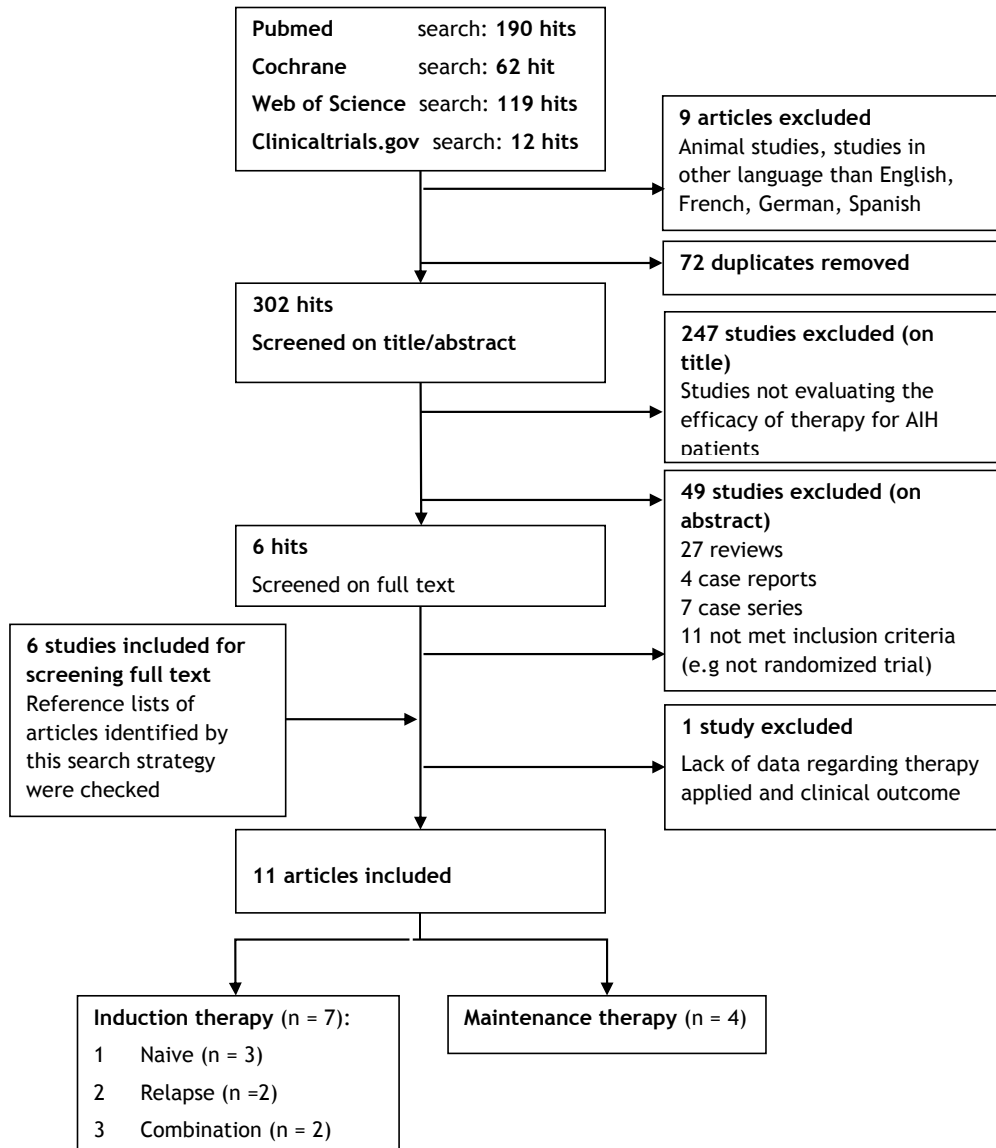 Pubmed search: 190 hits
Cochrane search: 62 hit
Web of Science search: 119 hits
Clinicaltrials.gov search: 12 hits
9 articles excluded
Animal studies, studies in
other language than English,
French, German, Spanish
72 duplicates removed
302 hits
Screened on title/abstract
247 studies excluded (on
title)
Studies not evaluating the
efficacy of therapy for AIH
patients
49 studies excluded (on
abstract)
27 reviews
4 case reports
7 case series
11 not met inclusion criteria
(e.g not randomized trial)
6 hits
Screened on full text
6 studies included for
screening full text
Reference lists of
articles identified by
this search strategy
were checked
1 study excluded
Lack of data regarding therapy
applied and clinical outcome
11 articles included
Induction therapy (n = 7):
1 Naive (n = 3)
2 Relapse (n =2)
3 Combination (n = 2)
Maintenance therapy (n = 4)